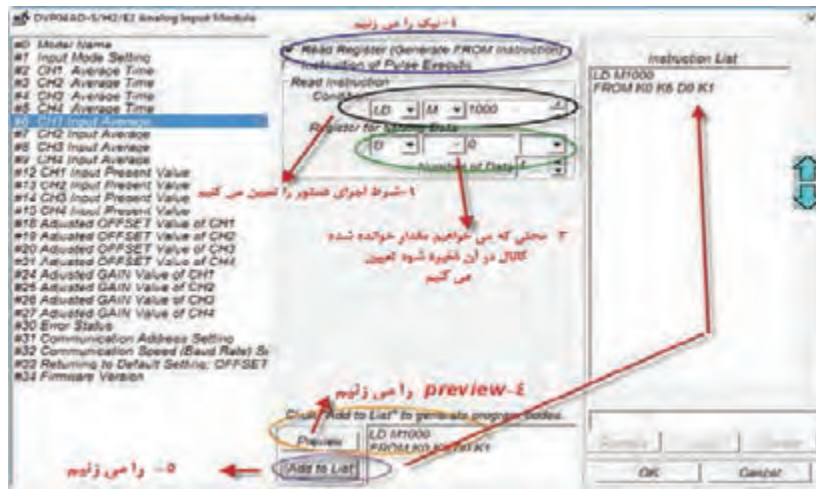 DVP04AD-S/H2/E2 Analog Input Module
#0 Model Name
#1 Input Mode Setting
#2 CH1 Average Time
#3 CH2 Average Time
#4 CH3 Average Time
#5 CH4 Average Time
#6 CH1 Input Average
#7 CH2 Input Average
#8 CH3 Input Average
#9 CH4 Input Average
#12 CH1 Input Present Value
#13 CH2 Input Present Value
#14 CH3 Input Present Value
#15 CH4 Input Present Value
#18 Adjusted OFFSET Value of CH1
#19 Adjusted OFFSET Value of CH2
#20 Adjusted OFFSET Value of CH3
#21 Adjusted OFFSET Value of CH4
#24 Adjusted GAIN Value of CH1
#25 Adjusted GAIN Value of CH2
#26 Adjusted GAIN Value of CH3
#27 Adjusted GAIN Value of CH4
#30 Error Status
#31 Communication Address Setting
#32 Communication Speed (Baud Rate) Se
#33 Returning to Default Setting; OFFSET
#34 Firmware Version
۱-تیک را می زنیم
Read Register (Generate FROM Instruction)
Instruction of Pulse Execute
Read Instruction
LD M 1000
Register for Storing Data
D 0
Number of Data 1
شرط اجرای دستور را تعیین می کنیم
۳ محلی که می خواهیم مقدار خوانده شده
کانال در آن ذخیره شود تعیین
می کنیم
۴-preview را می زنیم
Click "Add to List" to generate program codes.
Preview
LD M1000
FROM K0 K6 D0 K1
Add to List
۵- را می زنیم
Instruction List
LD M1000
FROM K0 K6 D0 K1
OK
Cancel